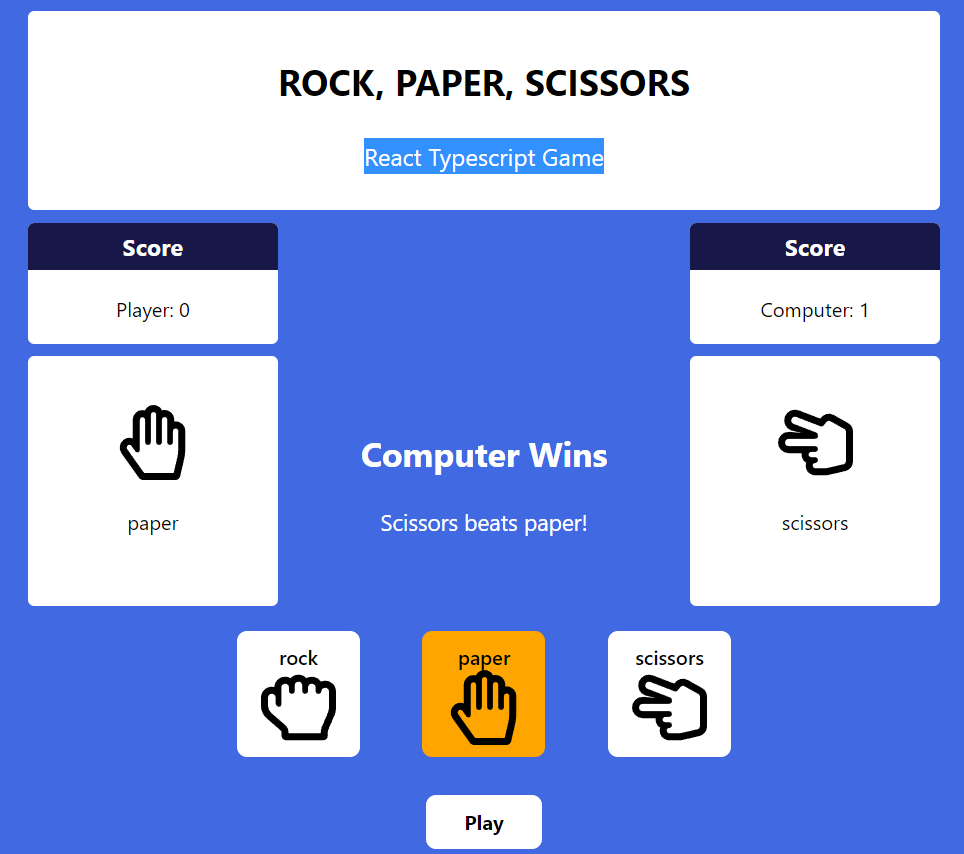 ROCK, PAPER, SCISSORS
React Typescript Game
Score
Score
Player: 0
Computer: 1
Computer Wins
Scissors beats paper!
paper
scissors
rock
paper
scissors
Play